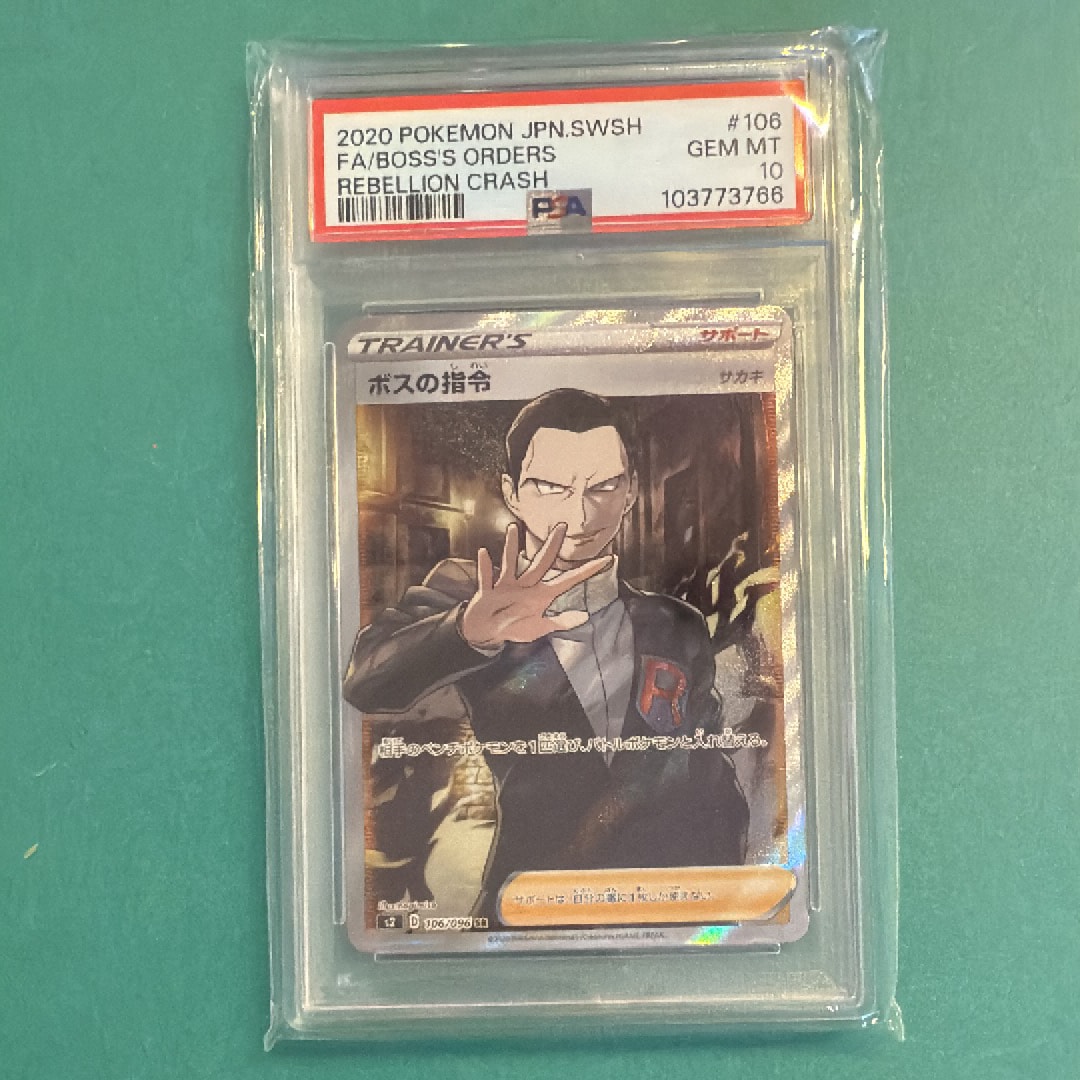 2020 POKEMON JPN.SWSH #106
FA/BOSS'S ORDERS GEM MT
REBELLION CRASH 10
PSA 103773766
TRAINER'S サポート
ボスの指令 サカキ
R
相手のベンチポケモンを1匹選び、バトルポケモンと入れ替える。
サポートは、自分の番に1枚しか使えない。
s2 D 106/096 SR